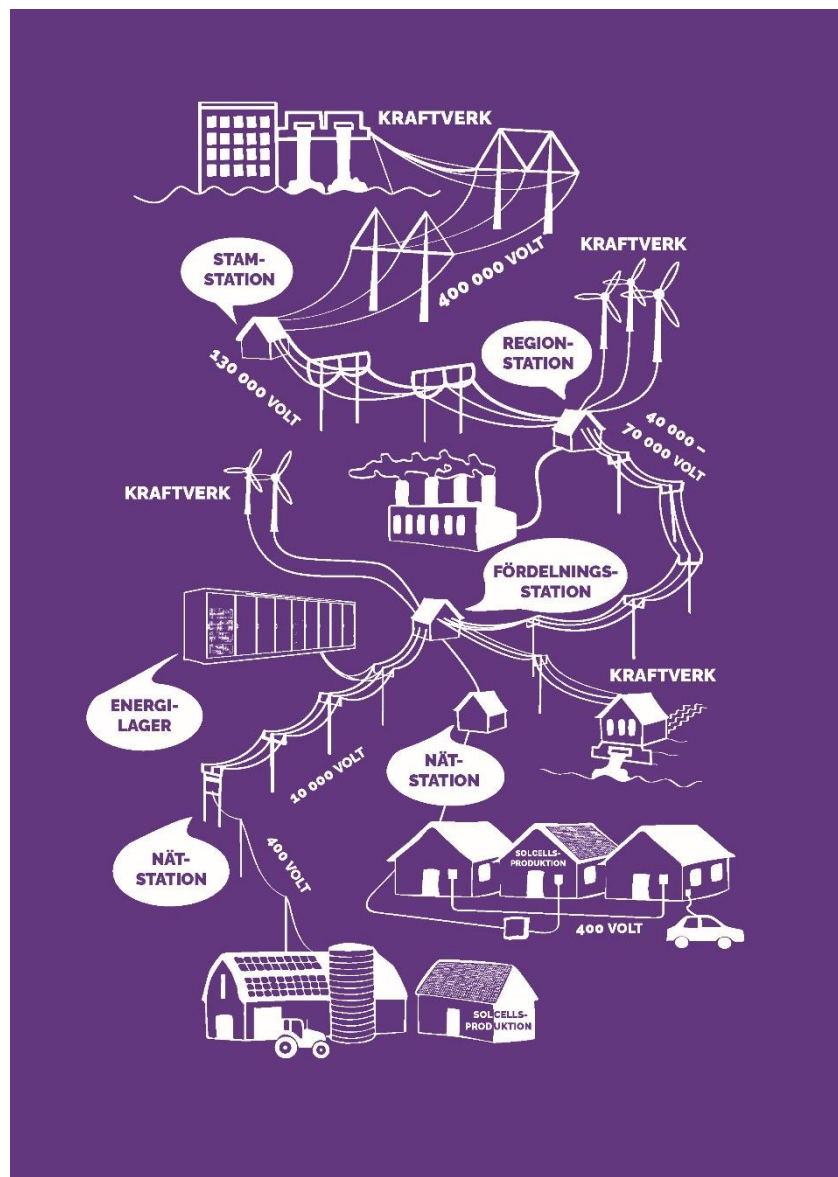 KRAFTVERK
400 000 VOLT
KRAFTVERK
STAM-
STATION
130 000 VOLT
REGION-
STATION
40 000 –
70 000 VOLT
KRAFTVERK
FÖRDELNINGS-
STATION
ENERGI-
LAGER
KRAFTVERK
10 000 VOLT
NÄT-
STATION
NÄT-
STATION
400 VOLT
SOLCELLS-
PRODUKTION
400 VOLT
SOLCELLS-
PRODUKTION